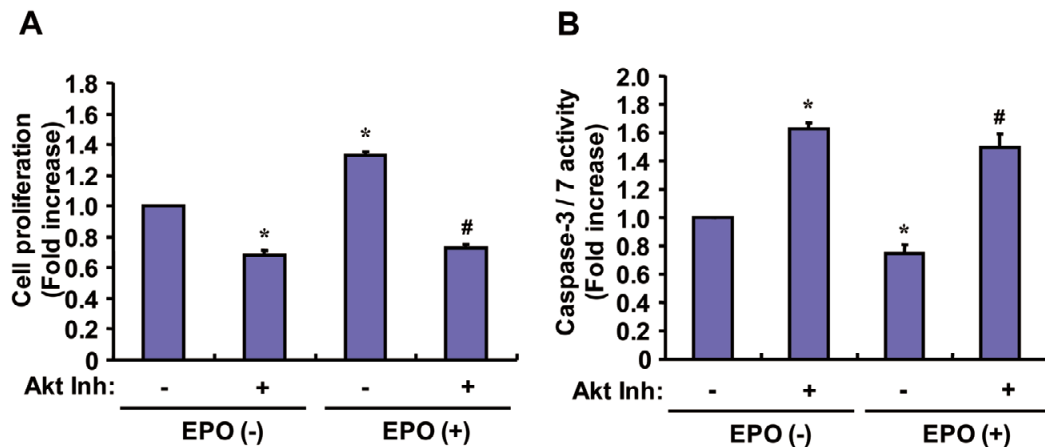 A
Cell proliferation
(Fold increase)
1.8
1.6
1.4
1.2
1.0
0.8
0.6
0.4
0.2
0
*
*
#
Akt Inh: - + - +
EPO (-) EPO (+)
B
Caspase-3 / 7 activity
(Fold increase)
2.0
1.8
1.6
1.4
1.2
1.0
0.8
0.6
0.4
0.2
0
*
*
#
Akt Inh: - + - +
EPO (-) EPO (+)